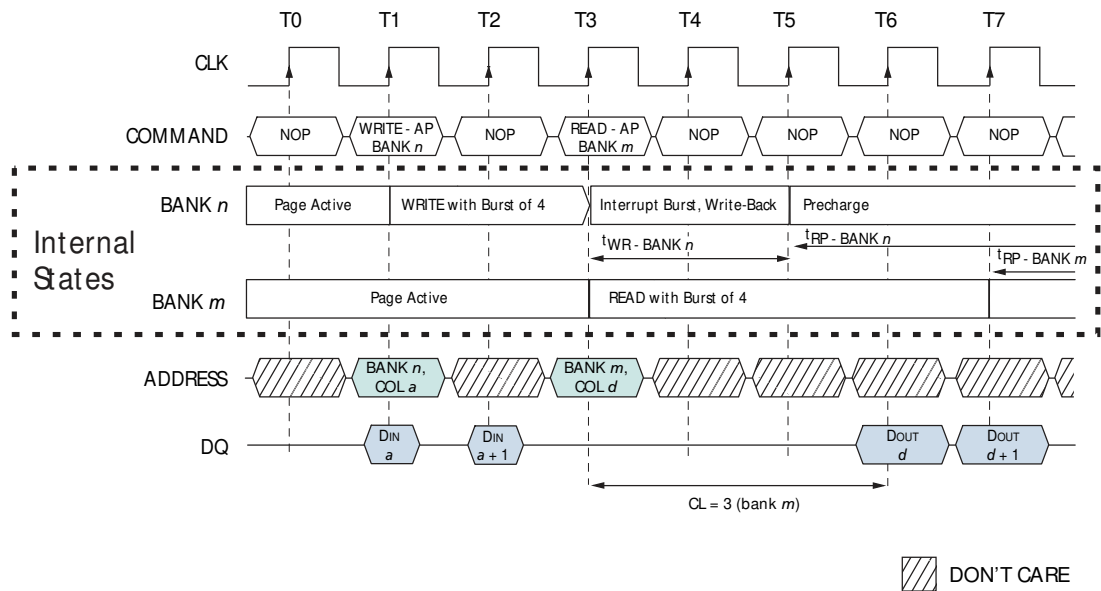 T0 T1 T2 T3 T4 T5 T6 T7
CLK
COMMAND NOP WRITE - AP BANK n NOP READ - AP BANK m NOP NOP NOP NOP
Internal States
BANK n Page Active WRITE with Burst of 4 Interrupt Burst, Write-Back Precharge
tWR - BANK n tRP - BANK n
tRP - BANK m
BANK m Page Active READ with Burst of 4
ADDRESS BANK n, COL a BANK m, COL d
DQ DIN a DIN a + 1 DOUT d DOUT d + 1
CL = 3 (bank m)
DON'T CARE